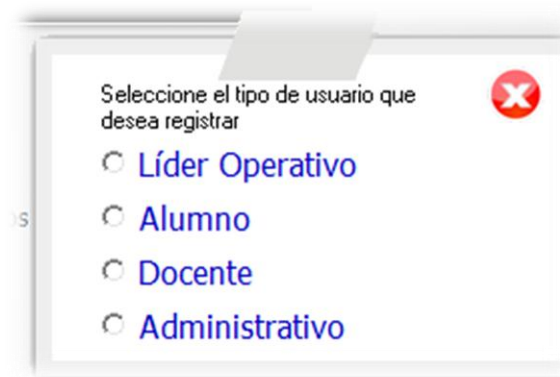 Seleccione el tipo de usuario que
desea registrar
Líder Operativo
Alumno
Docente
Administrativo